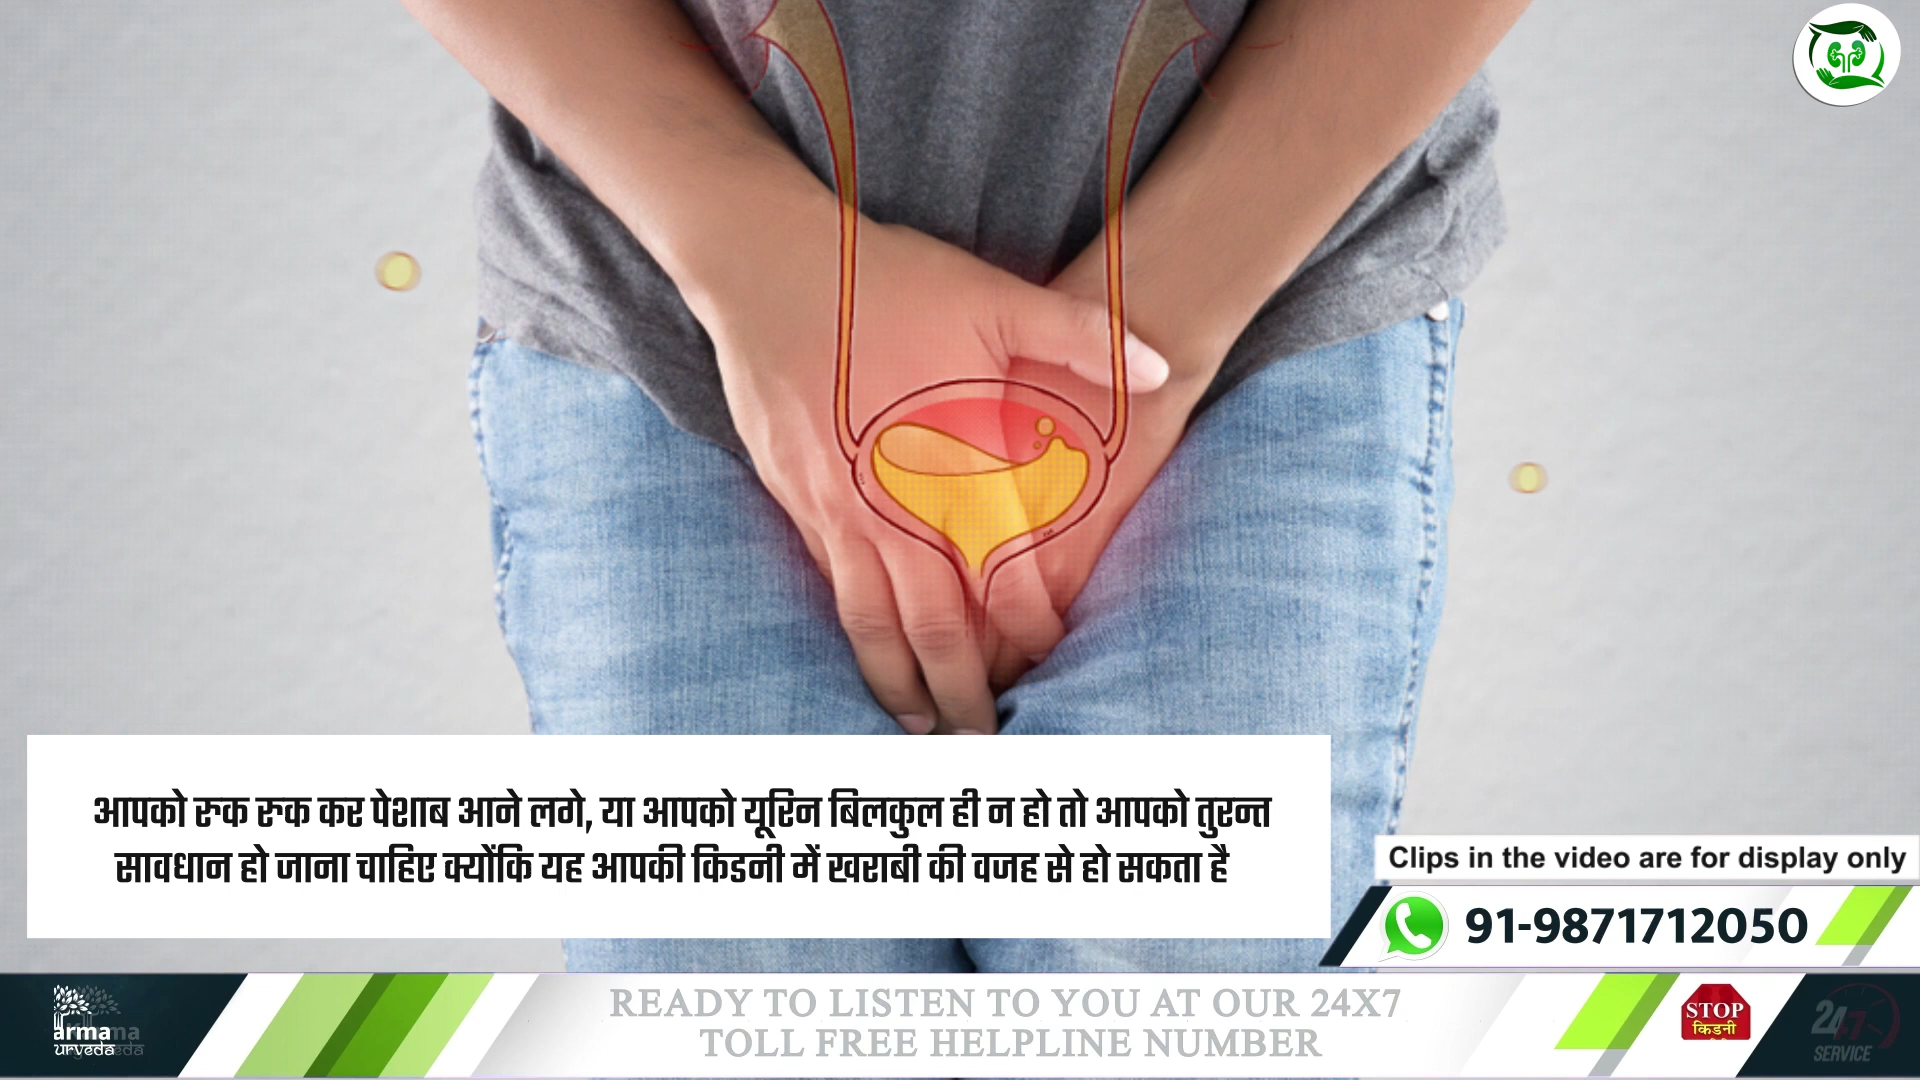 आपको रुक रुक कर पेशाब आने लगे, या आपको यूरिन बिलकुल ही न हो तो आपको तुरन्त
सावधान हो जाना चाहिए क्योंकि यह आपकी किडनी में खराबी की वजह से हो सकता है
Clips in the video are for display only
91-9871712050
READY TO LISTEN TO YOU AT OUR 24X7
TOLL FREE HELPLINE NUMBER
STOP
किडनी
24x7
SERVICE